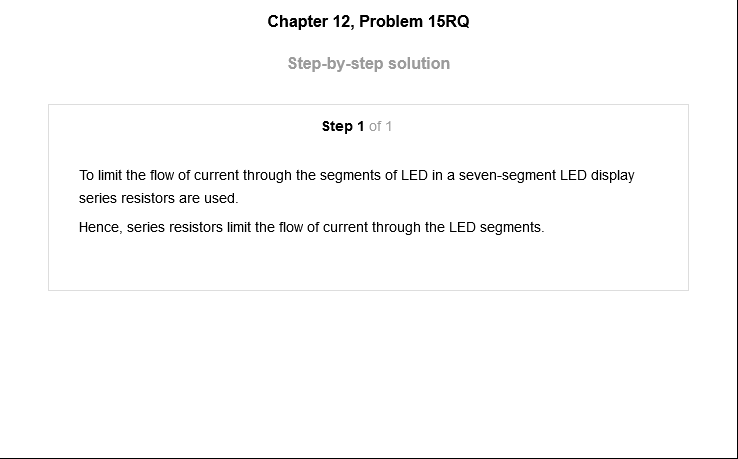 Chapter 12, Problem 15RQ
Step-by-step solution
Step 1 of 1
To limit the flow of current through the segments of LED in a seven-segment LED display
series resistors are used.
Hence, series resistors limit the flow of current through the LED segments.